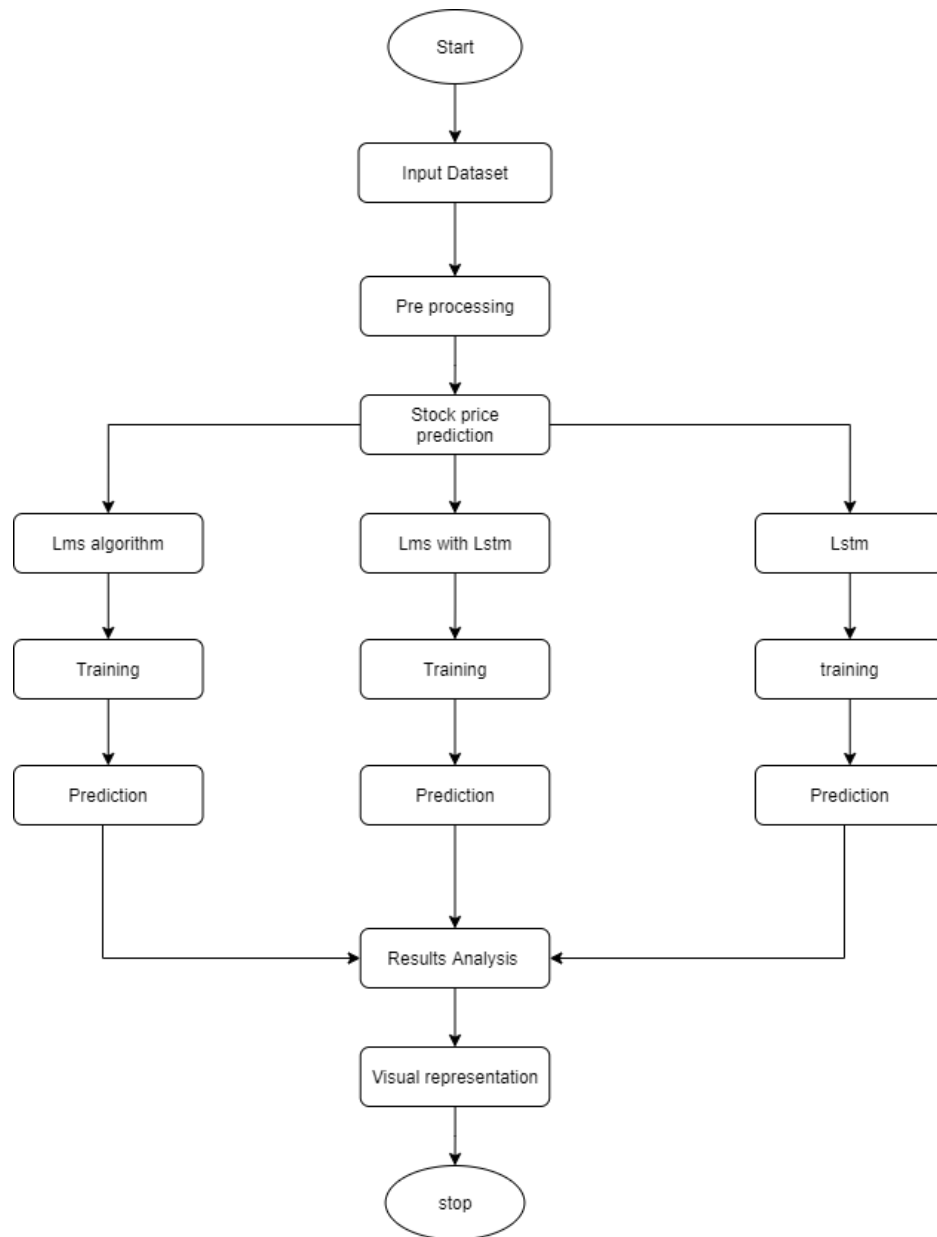 Start
Input Dataset
Pre processing
Stock price
prediction
Lms algorithm
Lms with Lstm
Lstm
Training
Training
training
Prediction
Prediction
Prediction
Results Analysis
Visual representation
stop